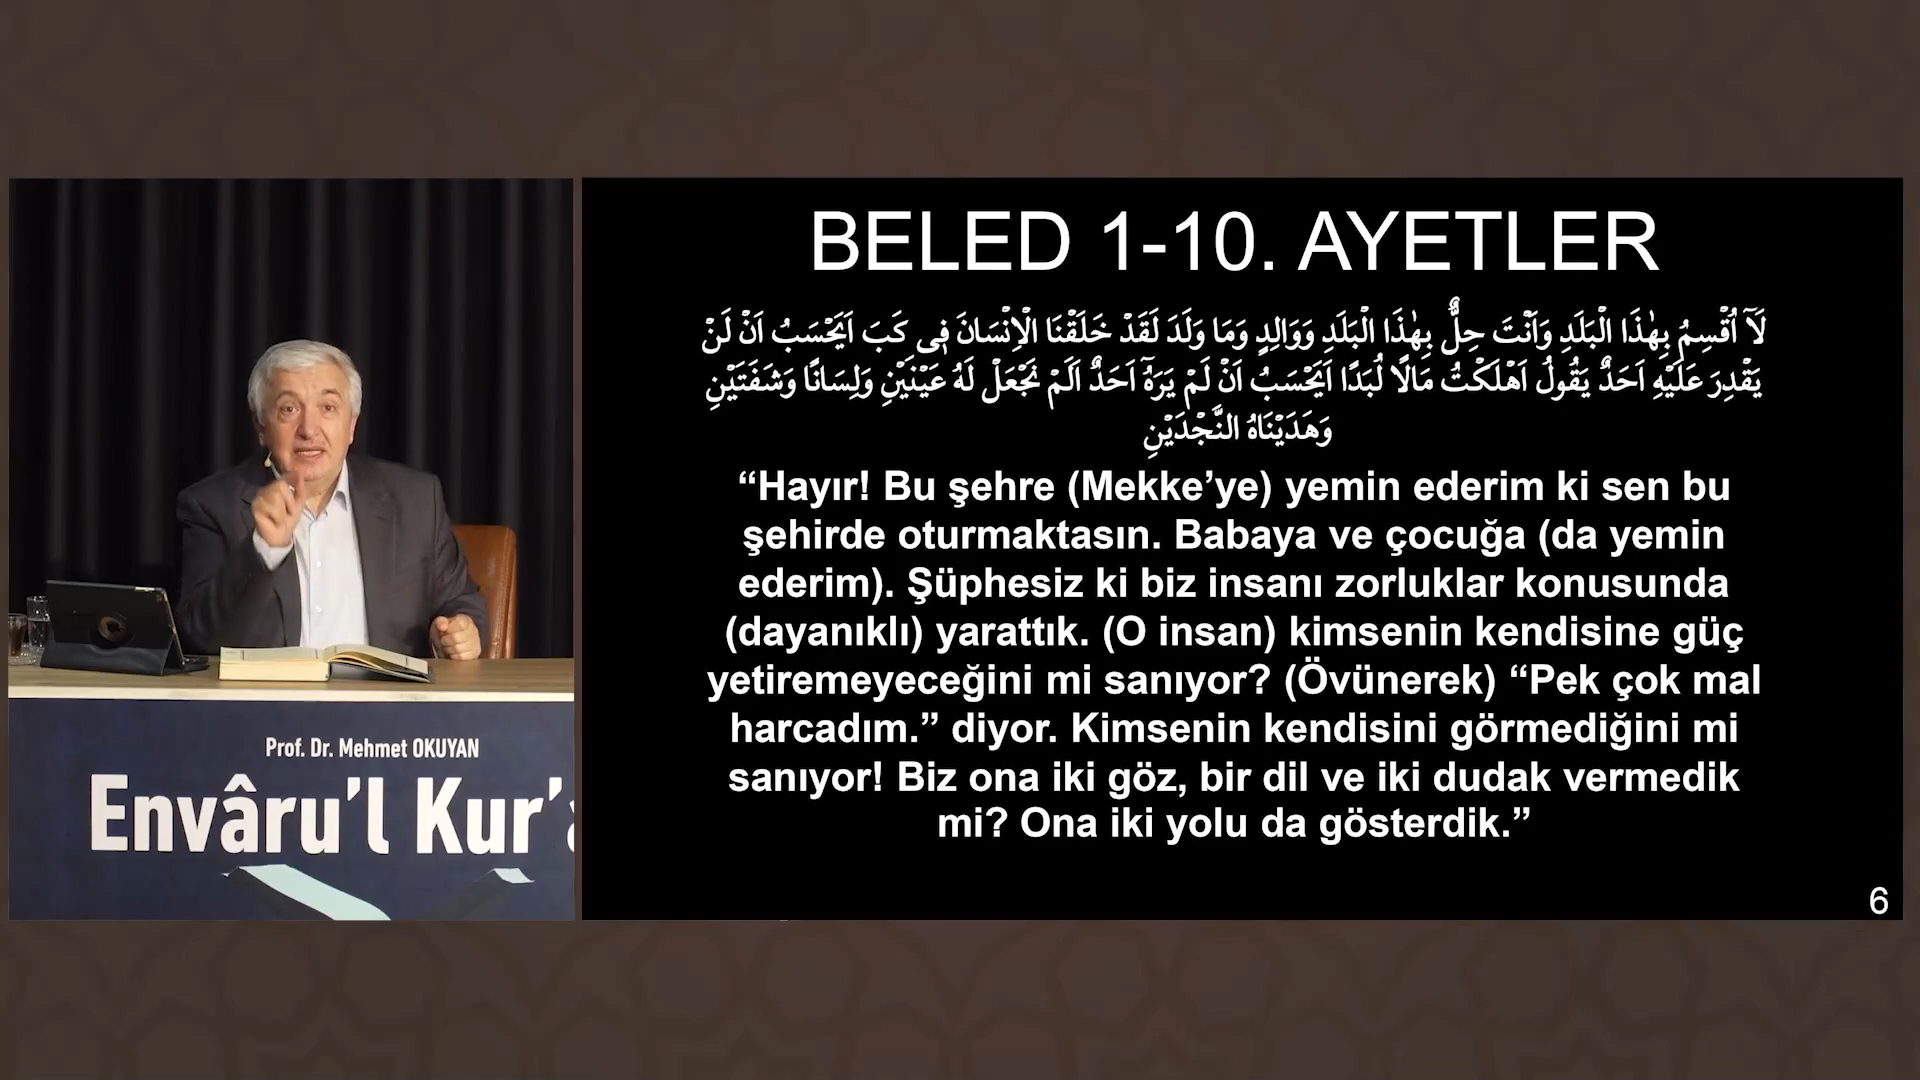 BELED 1-10. AYETLER
لَٓا اُقْسِمُ بِهٰذَا الْبَلَدِ وَاَنْتَ حِلٌّ بِهٰذَا الْبَلَدِ وَوَالِدٍ وَمَا وَلَدَ لَقَدْ خَلَقْنَا الْاِنْسَانَ فٖى كَبَ اَيَحْسَبُ اَنْ لَنْ
يَقْدِرَ عَلَيْهِ اَحَدٌ يَقُولُ اَهْلَكْتُ مَالًا لُبَدًا اَيَحْسَبُ اَنْ لَمْ يَرَهُٓ اَحَدٌ اَلَمْ نَجْعَلْ لَهُ عَيْنَيْنِ وَلِسَانًا وَشَفَتَيْنِ
وَهَدَيْنَاهُ النَّجْدَيْنِ
“Hayır! Bu şehre (Mekke’ye) yemin ederim ki sen bu
şehirde oturmaktasın. Babaya ve çocuğa (da yemin
ederim). Şüphesiz ki biz insanı zorluklar konusunda
(dayanıklı) yarattık. (O insan) kimsenin kendisine güç
yetiremeyeceğini mi sanıyor? (Övünerek) “Pek çok mal
harcadım.” diyor. Kimsenin kendisini görmediğini mi
sanıyor! Biz ona iki göz, bir dil ve iki dudak vermedik
mi? Ona iki yolu da gösterdik.”
6
Prof. Dr. Mehmet OKUYAN
Envâru’l Kur’a